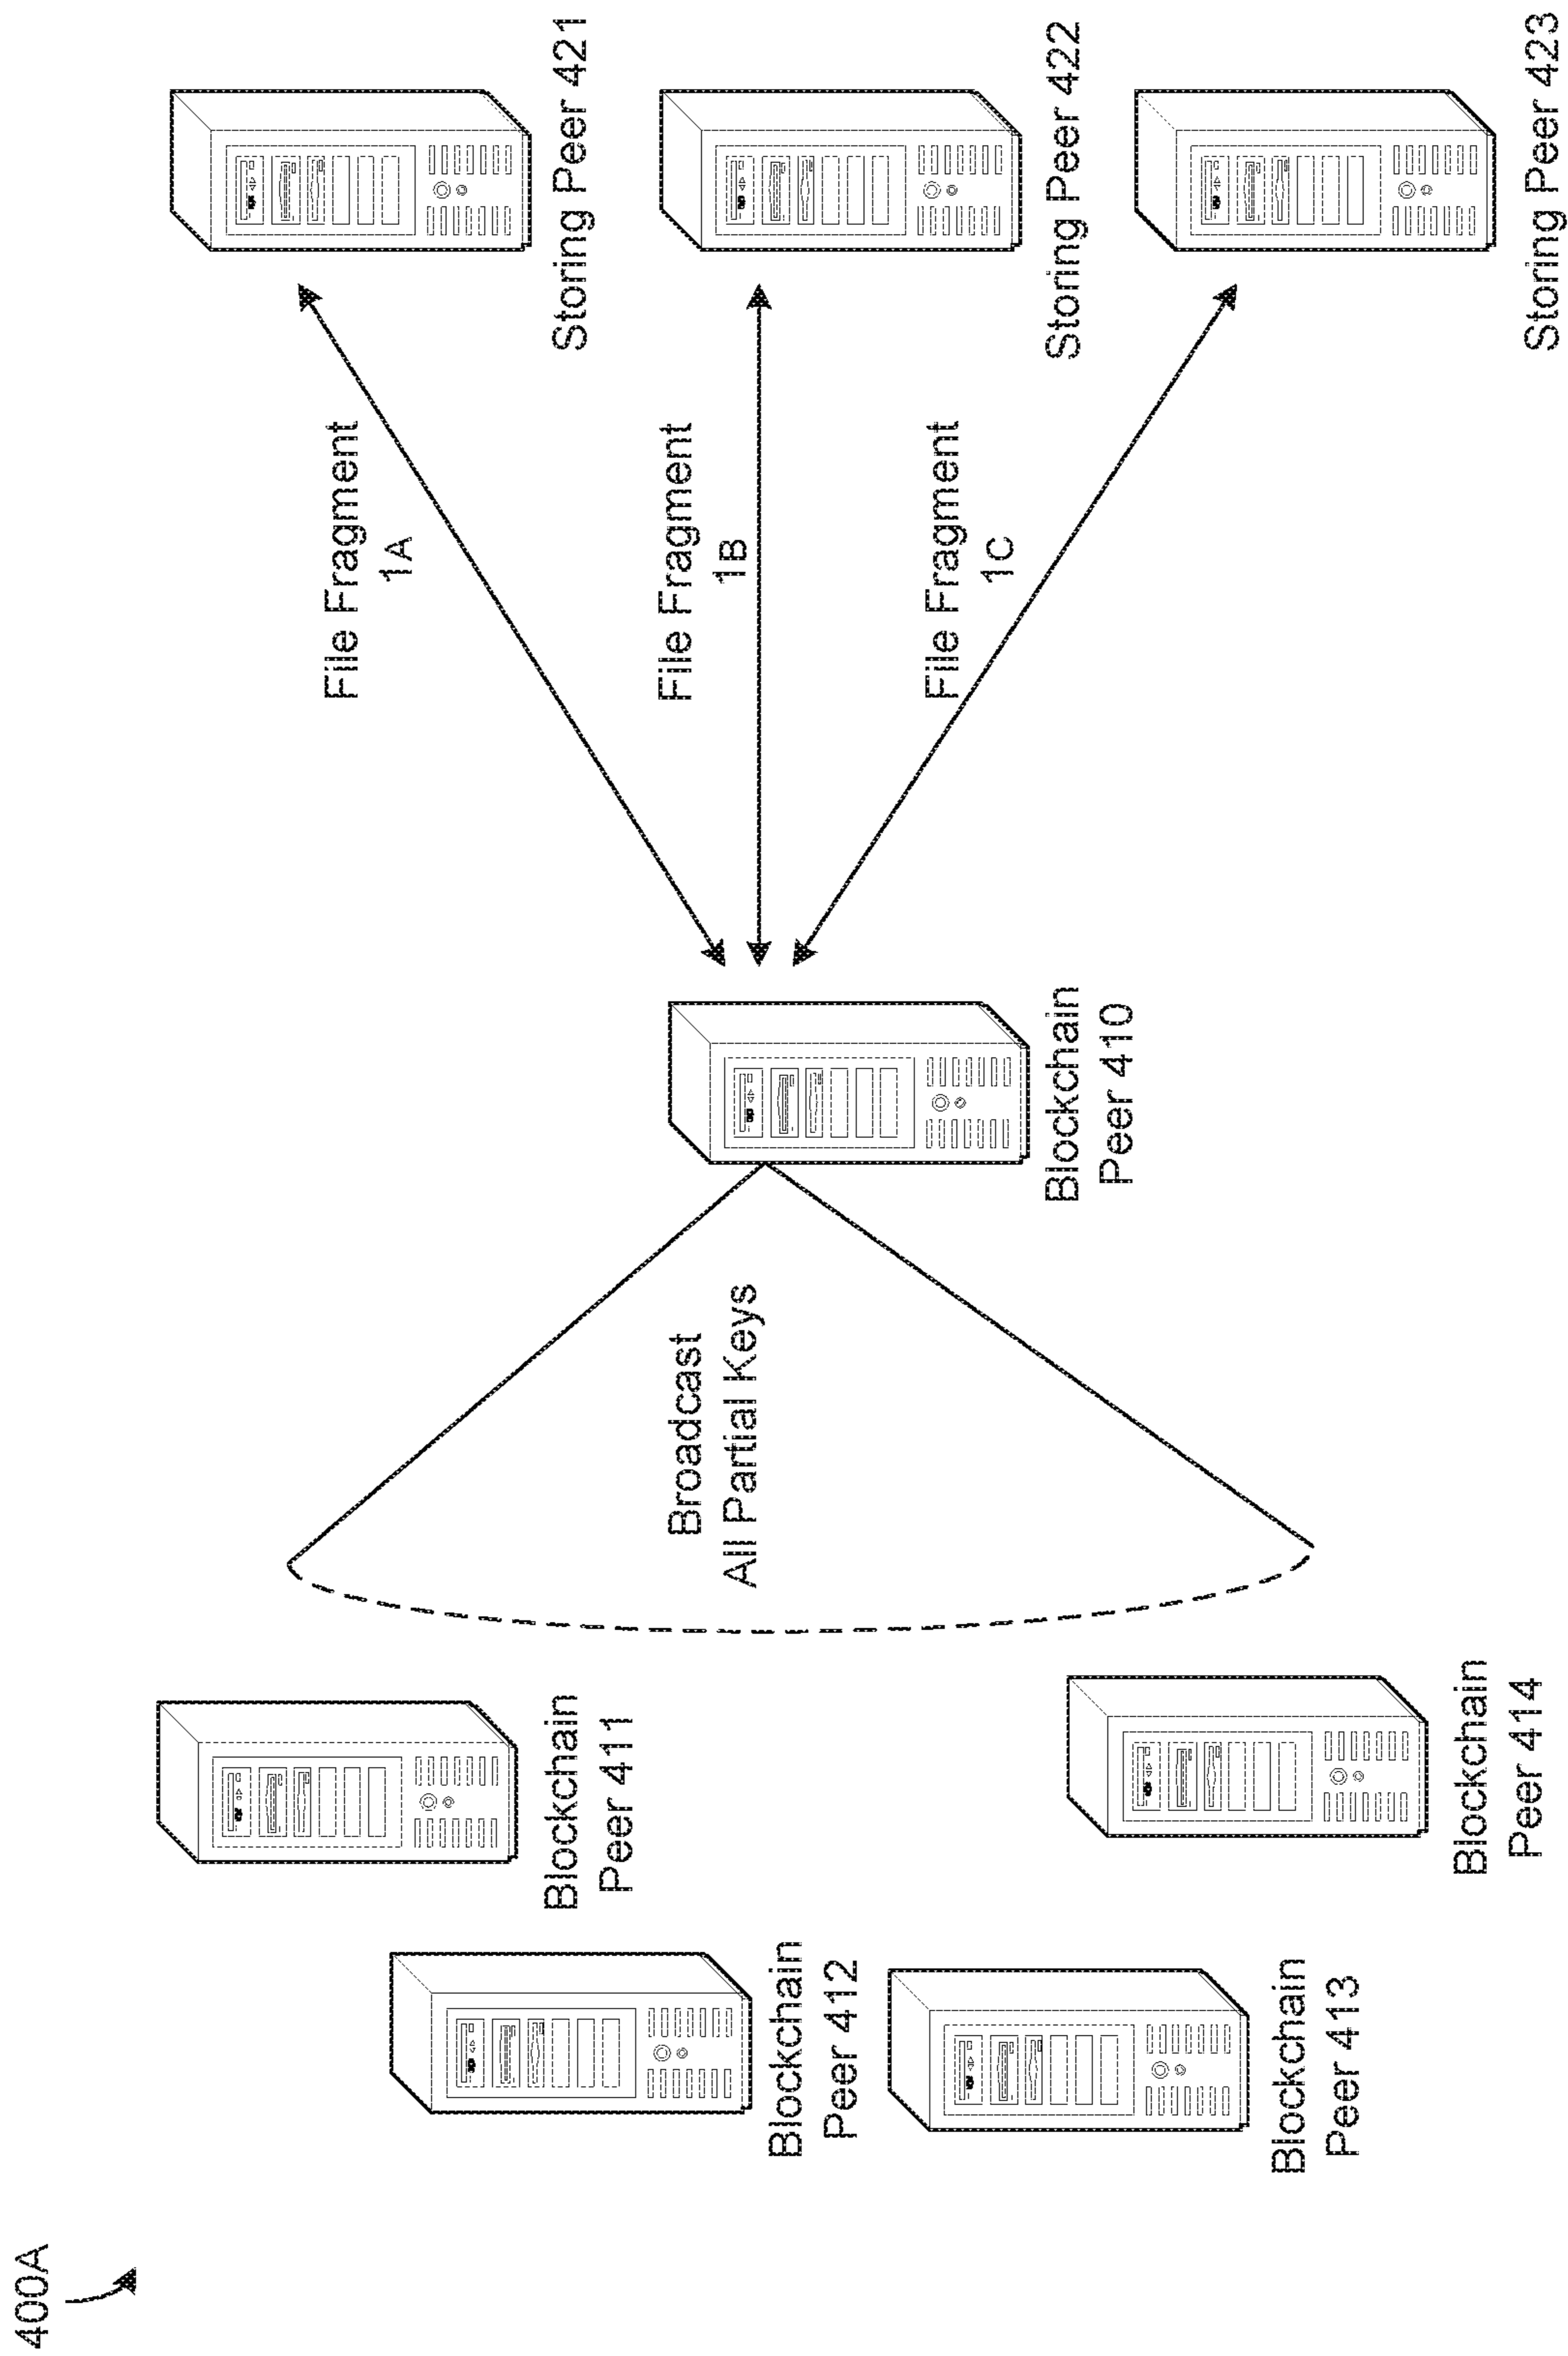 400A
Blockchain
Peer 411
Blockchain
Peer 412
Blockchain
Peer 413
Blockchain
Peer 414
Broadcast
All Partial Keys
Blockchain
Peer 410
File Fragment
1A
File Fragment
1B
File Fragment
1C
Storing Peer 421
Storing Peer 422
Storing Peer 423